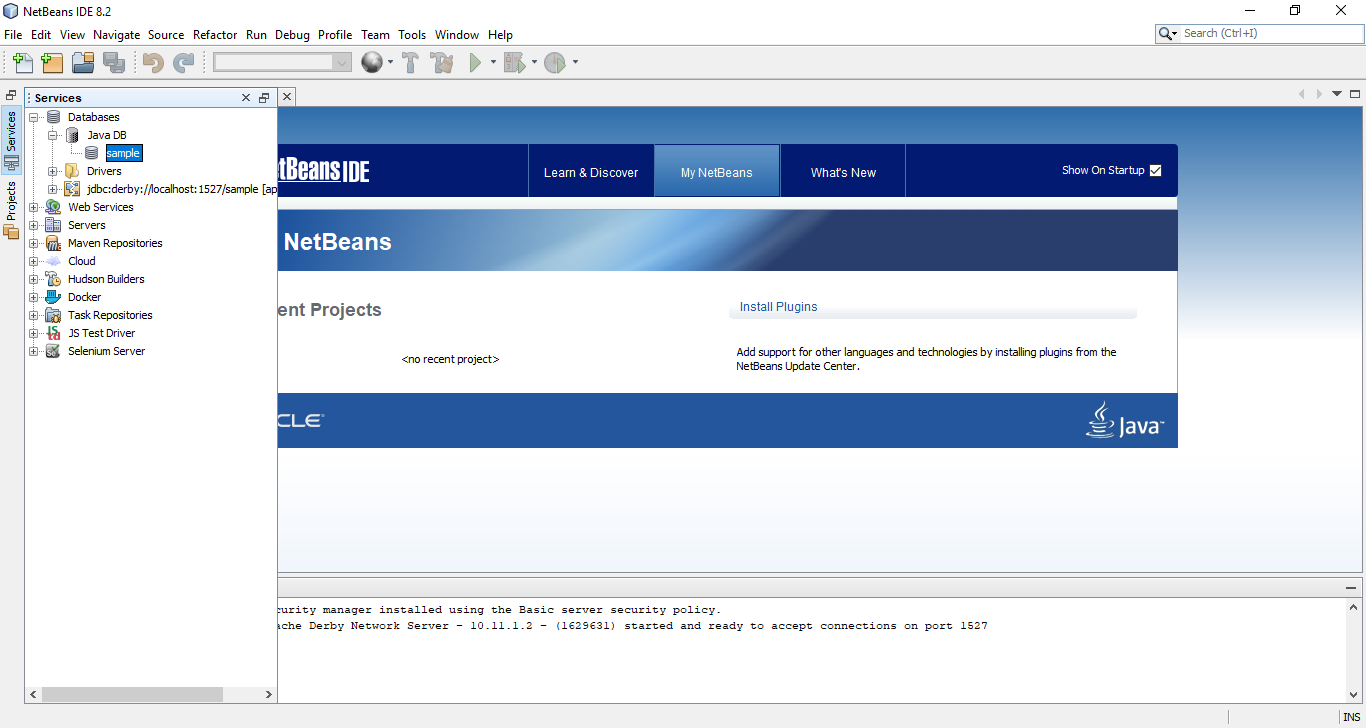 NetBeans IDE 8.2
File Edit View Navigate Source Refactor Run Debug Profile Team Tools Window Help
Search (Ctrl+I)
Services
Services
Projects
Databases
Java DB
sample
Drivers
jdbc:derby://localhost:1527/sample [ap
Web Services
Servers
Maven Repositories
Cloud
Hudson Builders
Docker
Task Repositories
JS Test Driver
Selenium Server
tBeans IDE
Learn & Discover
My NetBeans
What's New
Show On Startup
NetBeans
ent Projects
Install Plugins
<no recent project>
Add support for other languages and technologies by installing plugins from the
NetBeans Update Center.
CLE
Java
curity manager installed using the Basic server security policy.
ache Derby Network Server - 10.11.1.2 - (1629631) started and ready to accept connections on port 1527
INS